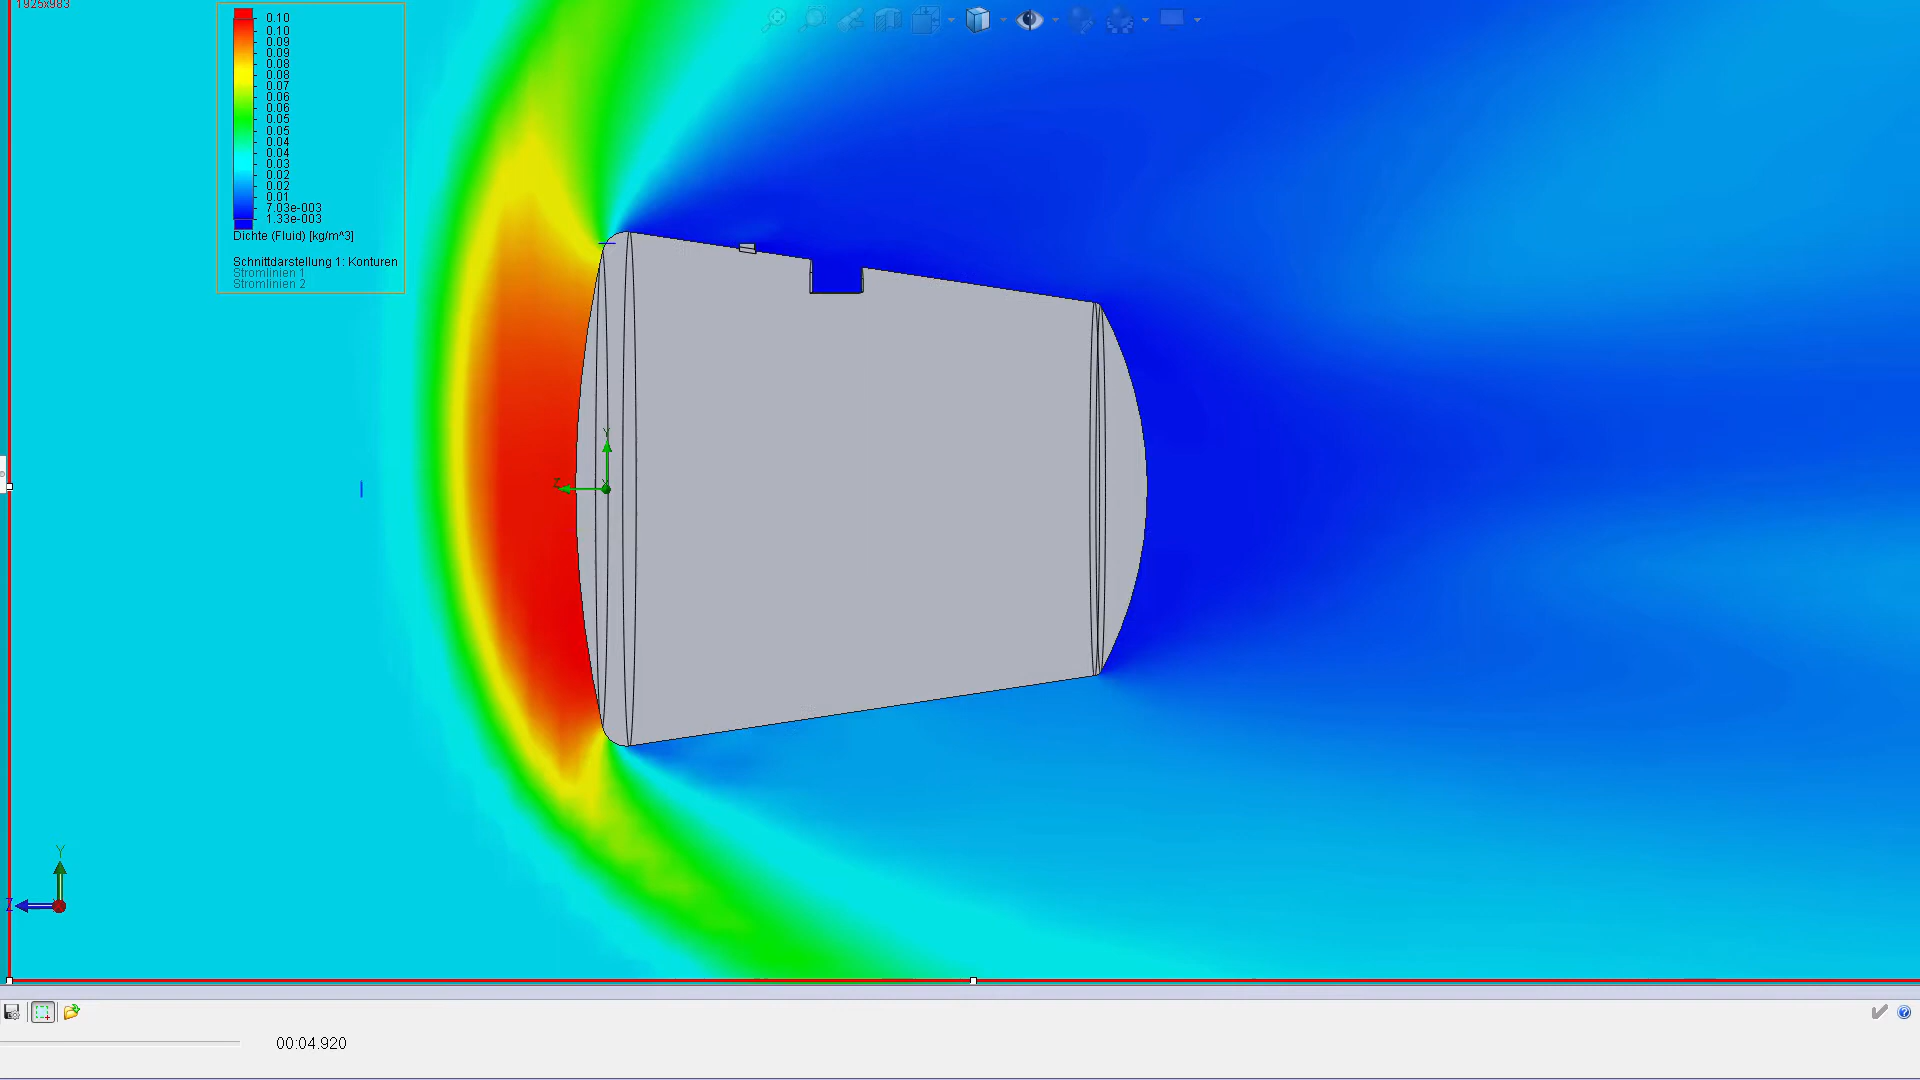 1925x983
0.10
0.10
0.09
0.08
0.08
0.07
0.06
0.06
0.05
0.05
0.04
0.04
0.03
0.02
0.02
0.01
7.03e-003
1.33e-003
Dichte (Fluid) [kg/m^3]
Schnittdarstellung 1: Konturen
Stromlinien 1
Stromlinien 2
Y
Z
Y
Z
00:04.920